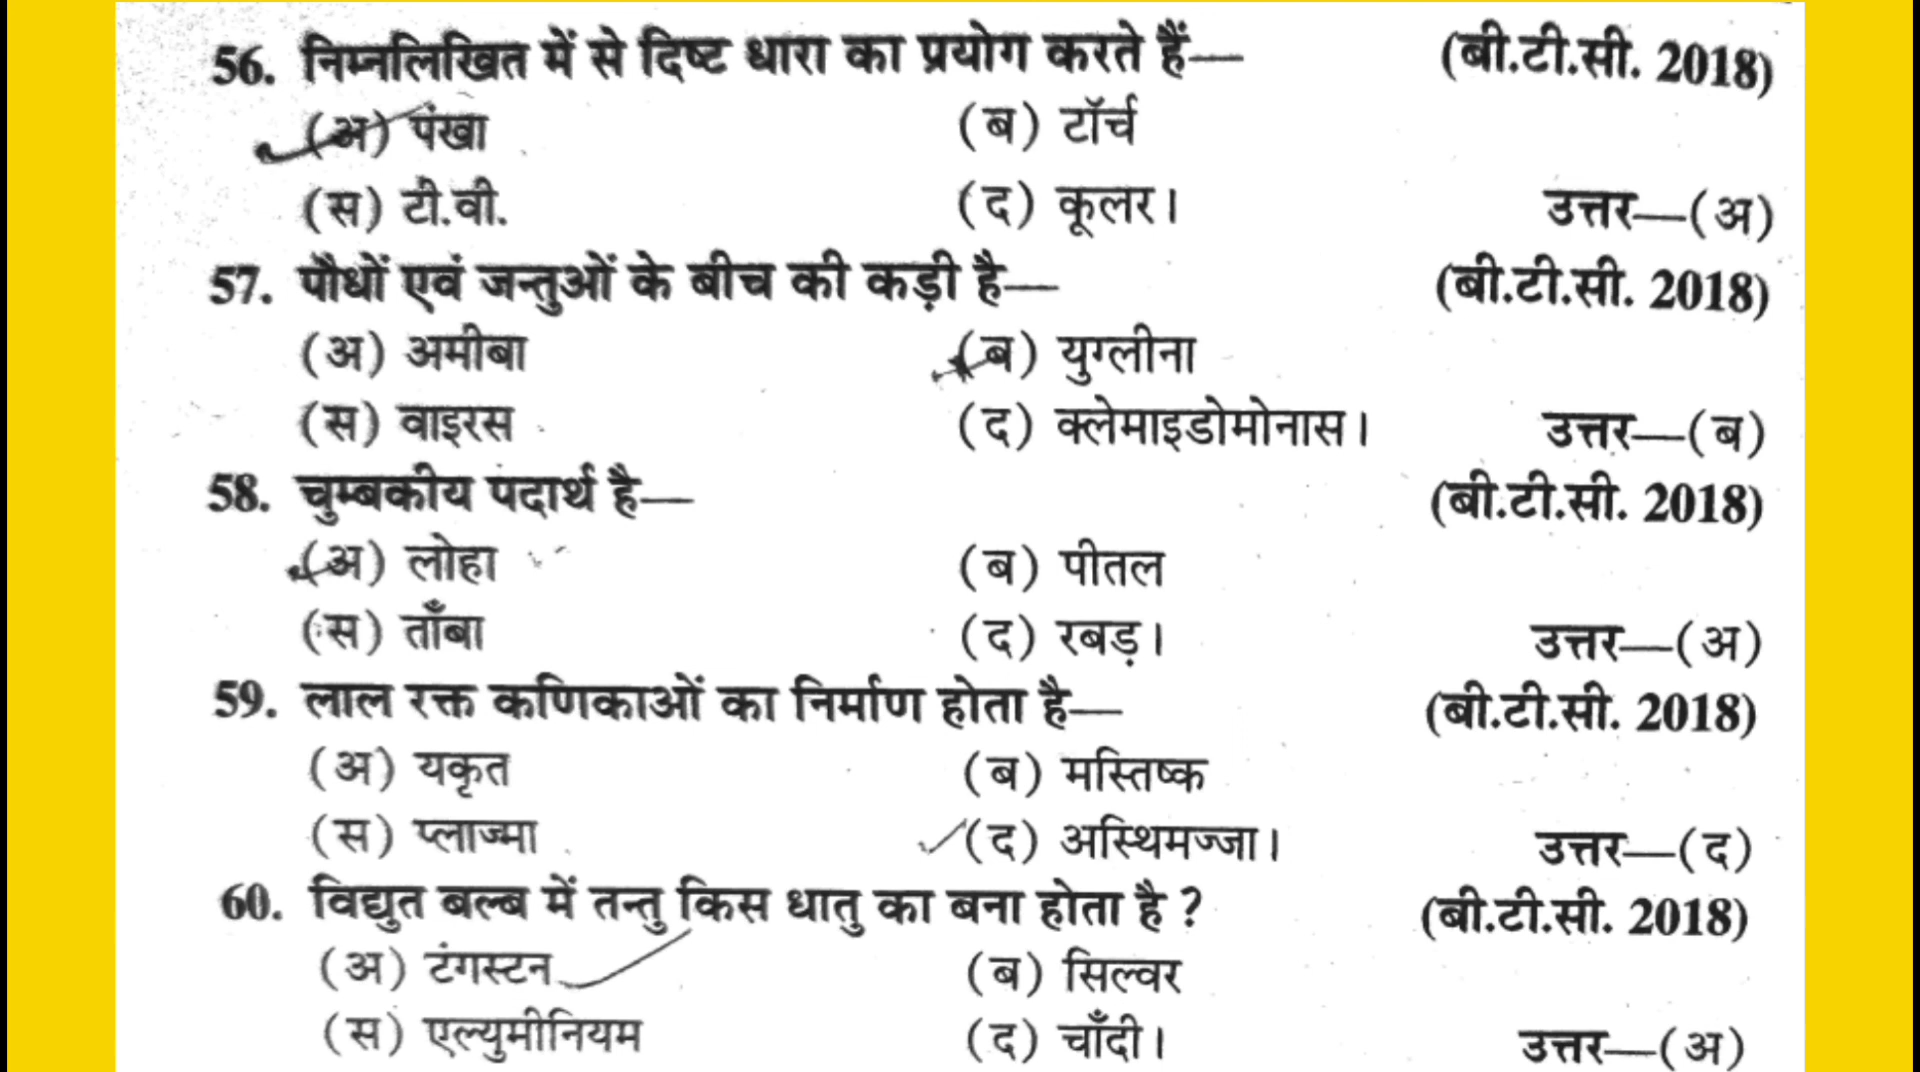 56. निम्नलिखित में से दिष्ट धारा का प्रयोग करते हैं— (बी.टी.सी. 2018)
(अ) पंखा (ब) टॉर्च
(स) टी.वी. (द) कूलर। उत्तर—(अ)
57. पौधों एवं जन्तुओं के बीच की कड़ी है— (बी.टी.सी. 2018)
(अ) अमीबा (ब) युग्लीना
(स) वाइरस (द) क्लेमाइडोमोनास। उत्तर—(ब)
58. चुम्बकीय पदार्थ है— (बी.टी.सी. 2018)
(अ) लोहा (ब) पीतल
(स) ताँबा (द) रबड़। उत्तर—(अ)
59. लाल रक्त कणिकाओं का निर्माण होता है— (बी.टी.सी. 2018)
(अ) यकृत (ब) मस्तिष्क
(स) प्लाज्मा (द) अस्थिमज्जा। उत्तर—(द)
60. विद्युत बल्ब में तन्तु किस धातु का बना होता है ? (बी.टी.सी. 2018)
(अ) टंगस्टन (ब) सिल्वर
(स) एल्युमीनियम (द) चाँदी। उत्तर—(अ)